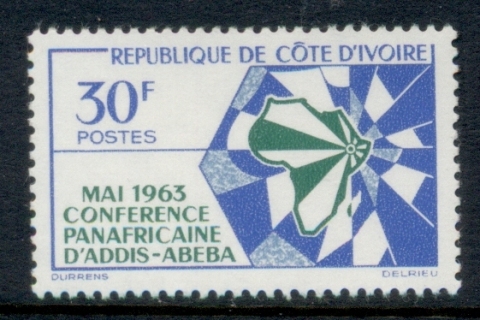 REPUBLIQUE DE CÔTE D'IVOIRE
30F
POSTES
MAI 1963
CONFERENCE
PANAFRICAINE
D'ADDIS-ABEBA
DURRENS
DELRIEU